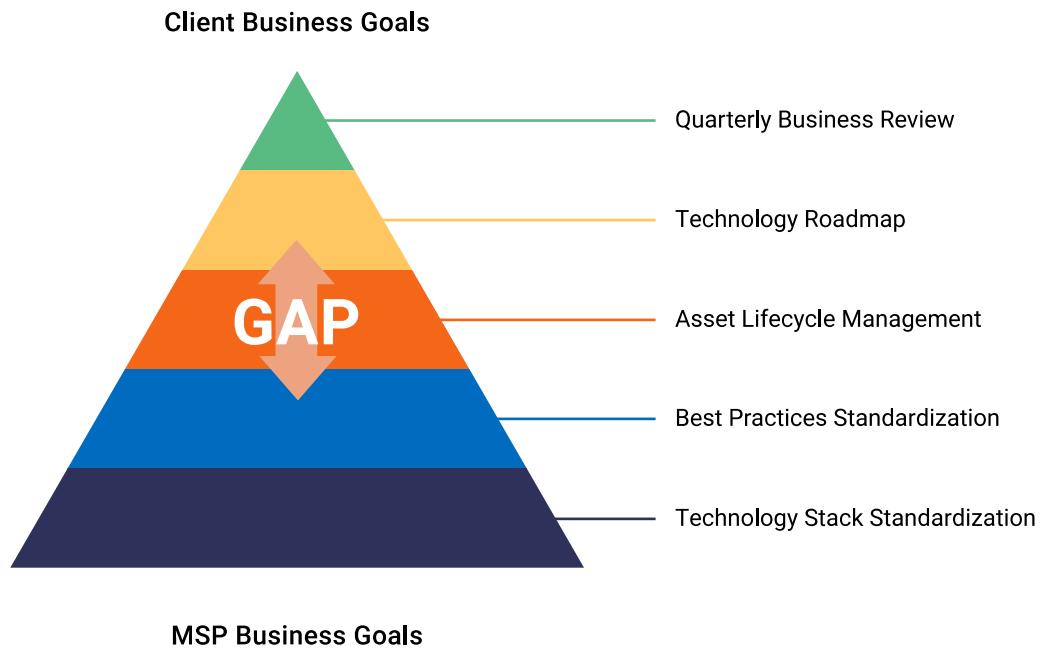 Client Business Goals
Quarterly Business Review
Technology Roadmap
GAP
Asset Lifecycle Management
Best Practices Standardization
Technology Stack Standardization
MSP Business Goals